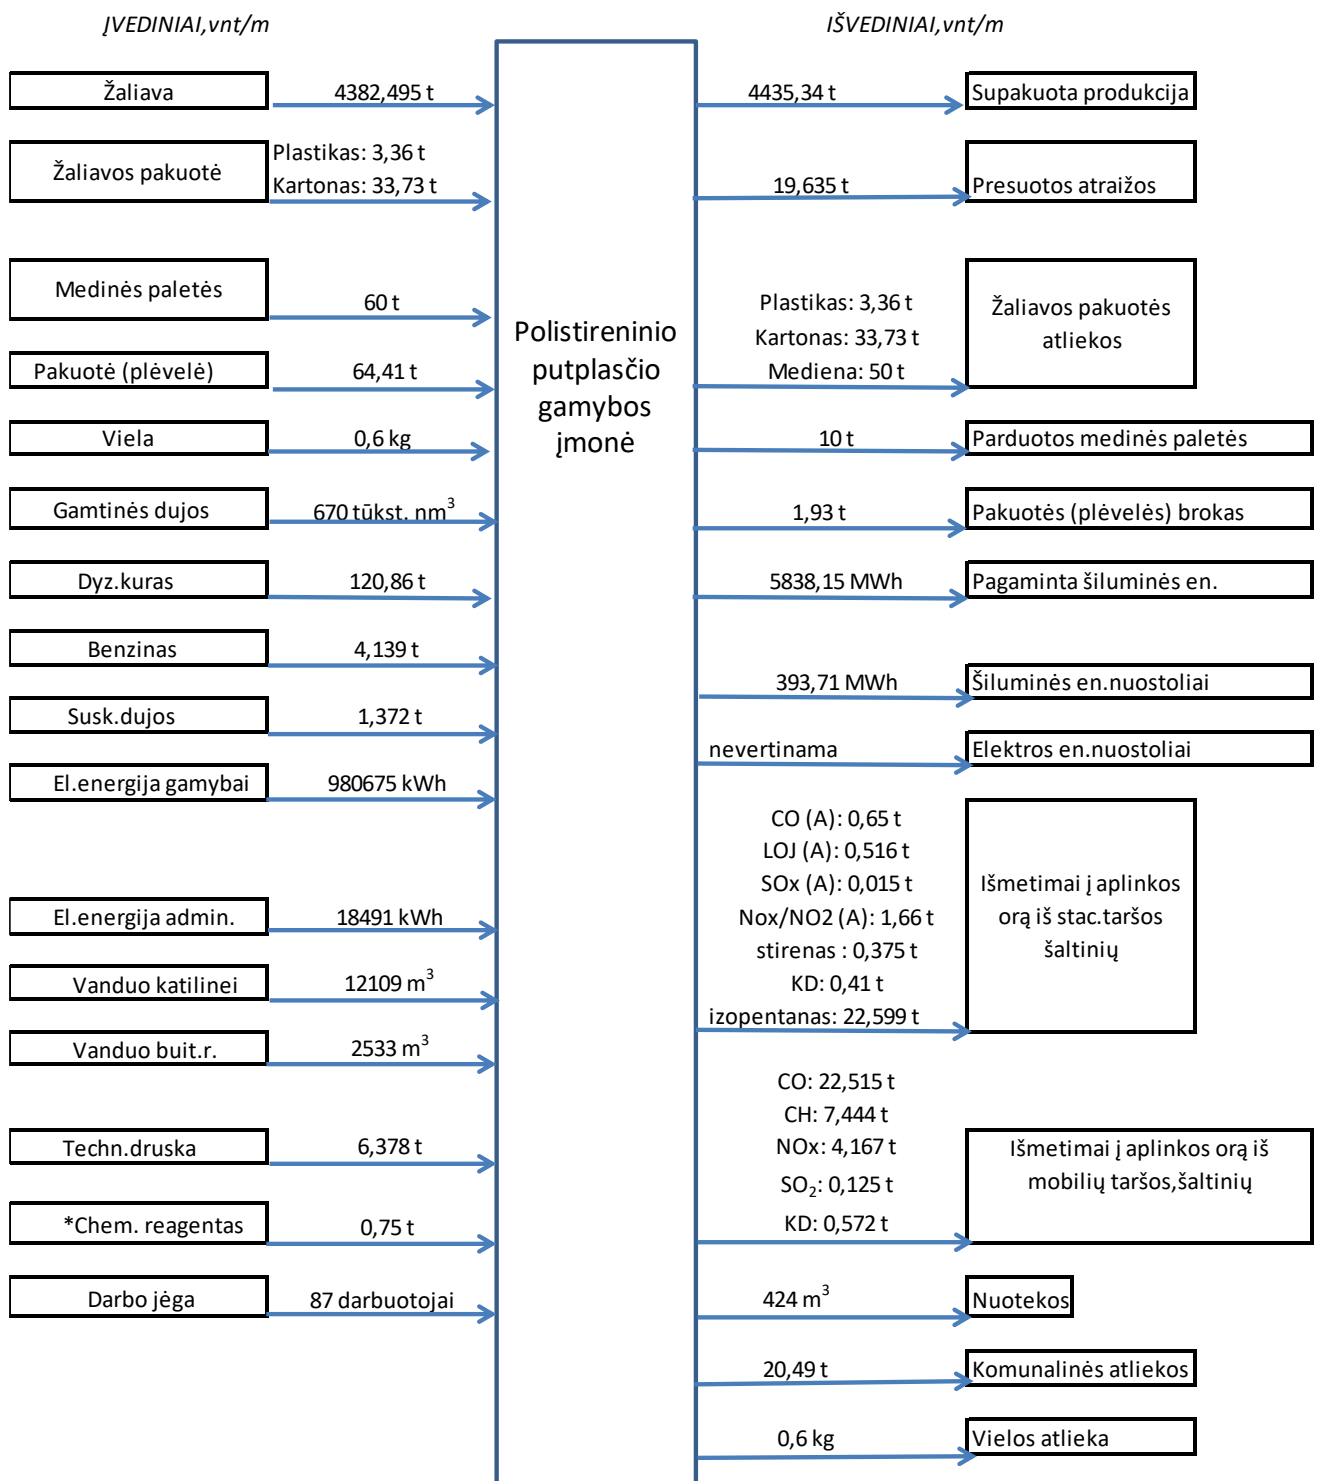 ĮVEDINIAI,vnt/m
IŠVEDINIAI,vnt/m
Žaliava
4382,495 t
Žaliavos pakuotė
Plastikas: 3,36 t
Kartonas: 33,73 t
Medinės paletės
60 t
Pakuotė (plėvelė)
64,41 t
Viela
0,6 kg
Gamtinės dujos
670 tūkst. nm³
Dyz.kuras
120,86 t
Benzinas
4,139 t
Susk.dujos
1,372 t
El.energija gamybai
980675 kWh
El.energija admin.
18491 kWh
Vanduo katilinei
12109 m³
Vanduo buit.r.
2533 m³
Techn.druska
6,378 t
*Chem. reagentas
0,75 t
Darbo jėga
87 darbuotojai
Polistireninio
putplasčio
gamybos
įmonė
4435,34 t
Supakuota produkcija
19,635 t
Presuotos atraižos
Plastikas: 3,36 t
Kartonas: 33,73 t
Mediena: 50 t
Žaliavos pakuotės
atliekos
10 t
Parduotos medinės paletės
1,93 t
Pakuotės (plėvelės) brokas
5838,15 MWh
Pagaminta šiluminės en.
393,71 MWh
Šiluminės en.nuostoliai
nevertinama
Elektros en.nuostoliai
CO (A): 0,65 t
LOJ (A): 0,516 t
SOx (A): 0,015 t
Nox/NO2 (A): 1,66 t
stirenas : 0,375 t
KD: 0,41 t
izopentanas: 22,599 t
Išmetimai į aplinkos
orą iš stac.taršos
šaltinių
CO: 22,515 t
CH: 7,444 t
NOx: 4,167 t
SO₂: 0,125 t
KD: 0,572 t
Išmetimai į aplinkos orą iš
mobilių taršos,šaltinių
424 m³
Nuotekos
20,49 t
Komunalinės atliekos
0,6 kg
Vielos atlieka